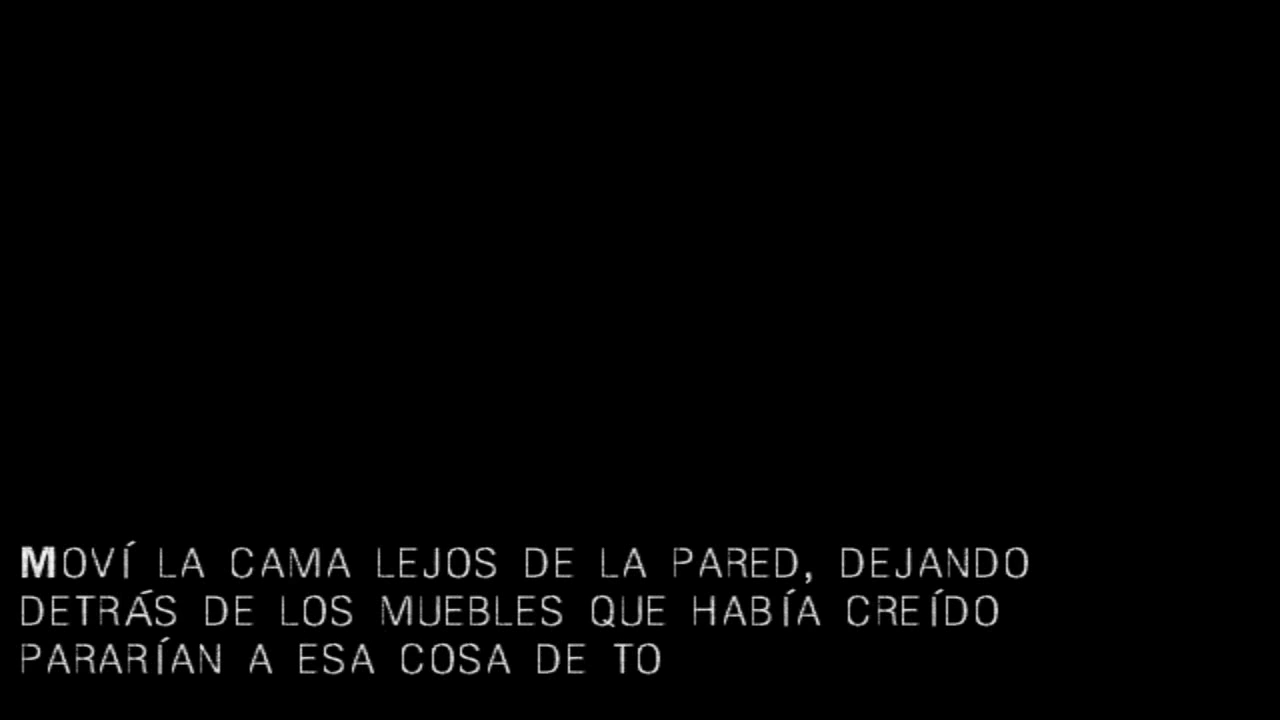 MOVÍ LA CAMA LEJOS DE LA PARED, DEJANDO
DETRÁS DE LOS MUEBLES QUE HABÍA CREÍDO
PARARÍAN A ESA COSA DE TO